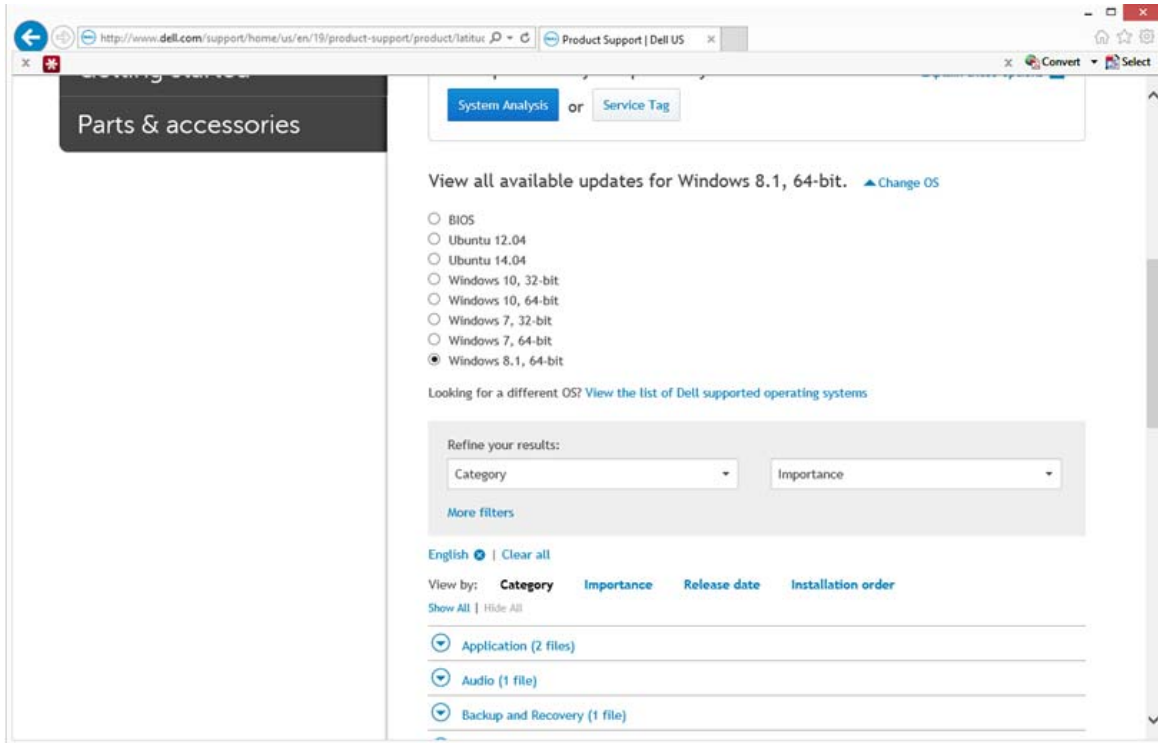 http://www.dell.com/support/home/us/en/19/product-support/product/latituc
Product Support | Dell US
Convert
Select
Getting started
Parts & accessories
System Analysis or Service Tag
View all available updates for Windows 8.1, 64-bit. Change OS
BIOS
Ubuntu 12.04
Ubuntu 14.04
Windows 10, 32-bit
Windows 10, 64-bit
Windows 7, 32-bit
Windows 7, 64-bit
Windows 8.1, 64-bit
Looking for a different OS? View the list of Dell supported operating systems
Refine your results:
Category
Importance
More filters
English | Clear all
View by: Category Importance Release date Installation order
Show All | Hide All
Application (2 files)
Audio (1 file)
Backup and Recovery (1 file)